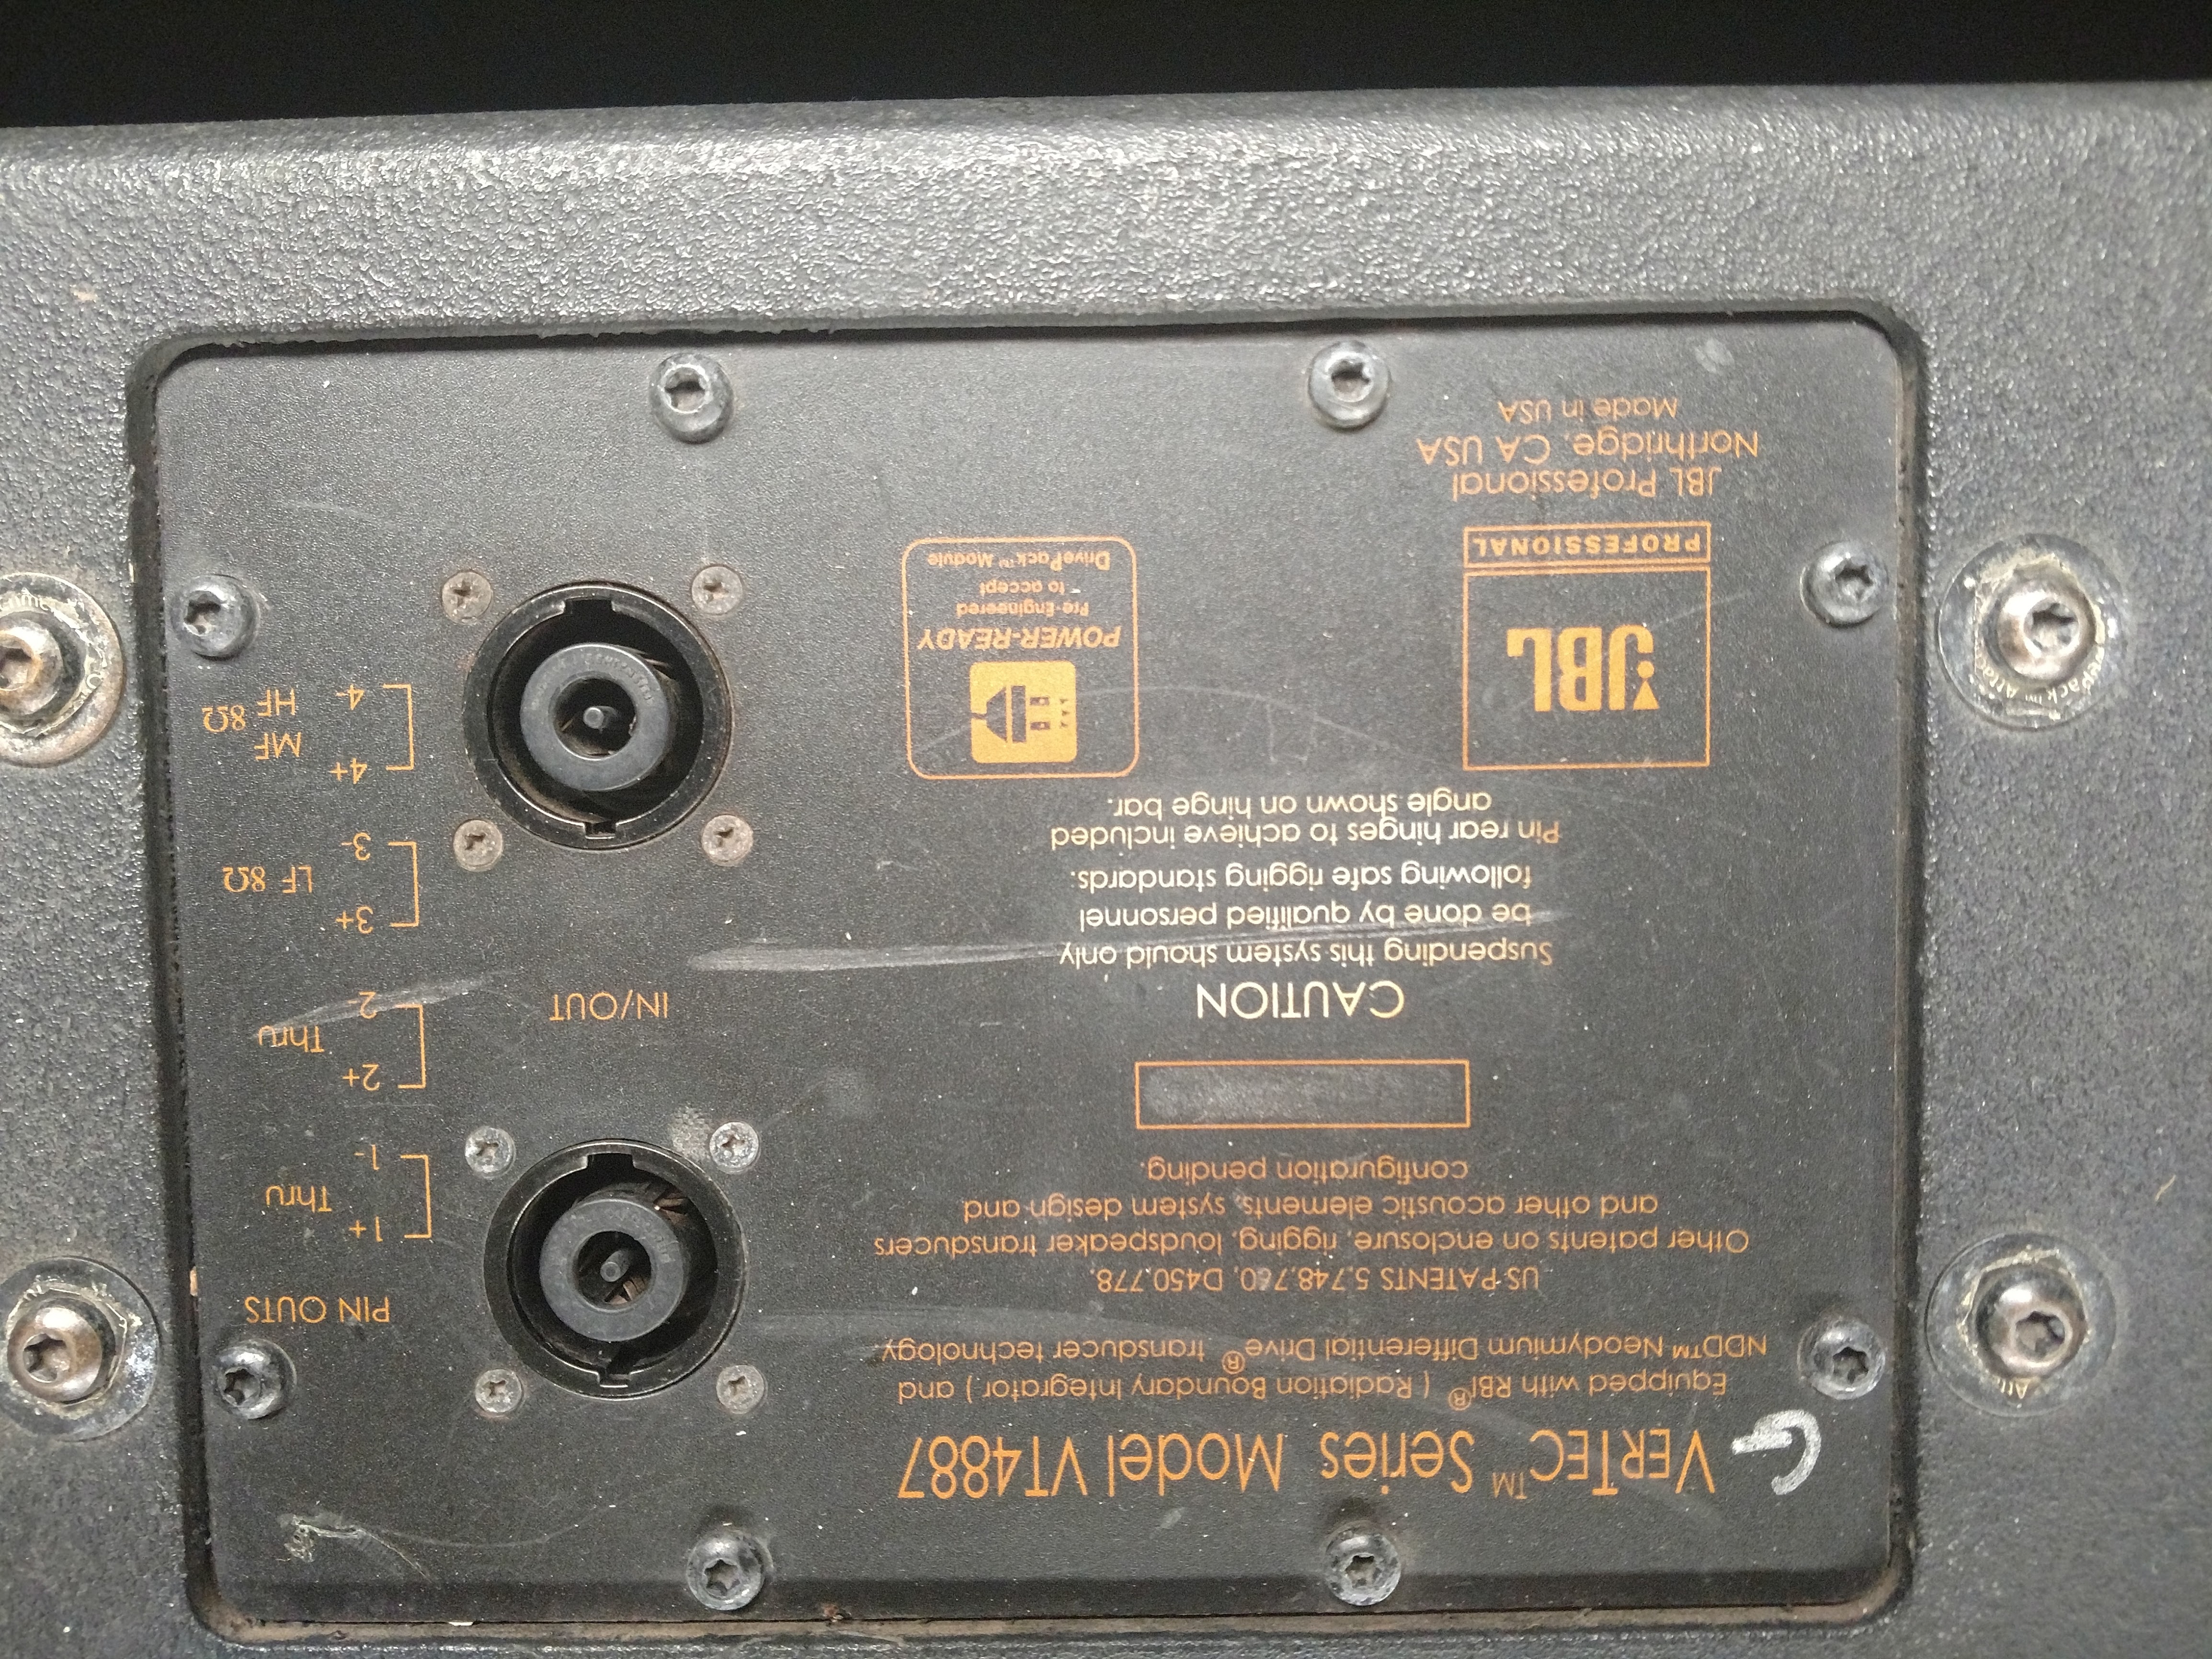 VERTEC™ Series Model VT4887
Equipped with RBI® ( Radiation Boundary Integrator ) and
NDD™ Neodymium Differential Drive® transducer technology.
US PATENTS 5,748,760, D450,778.
Other patents on enclosure, rigging, loudspeaker transducers
and other acoustic elements, system design and
configuration pending.
CAUTION
Suspending this system should only
be done by qualified personnel
following safe rigging standards.
Pin rear hinges to achieve included
angle shown on hinge bar.
JBL
PROFESSIONAL
JBL Professional
Northridge, CA USA
Made in USA
POWER-READY
Pre-Engineered
to accept
DrivePack™ Module
IN/OUT
PIN OUTS
1+
Thru
1-
2+
Thru
2-
3+
LF 8Ω
3-
4+
MF
HF 8Ω
4-
G